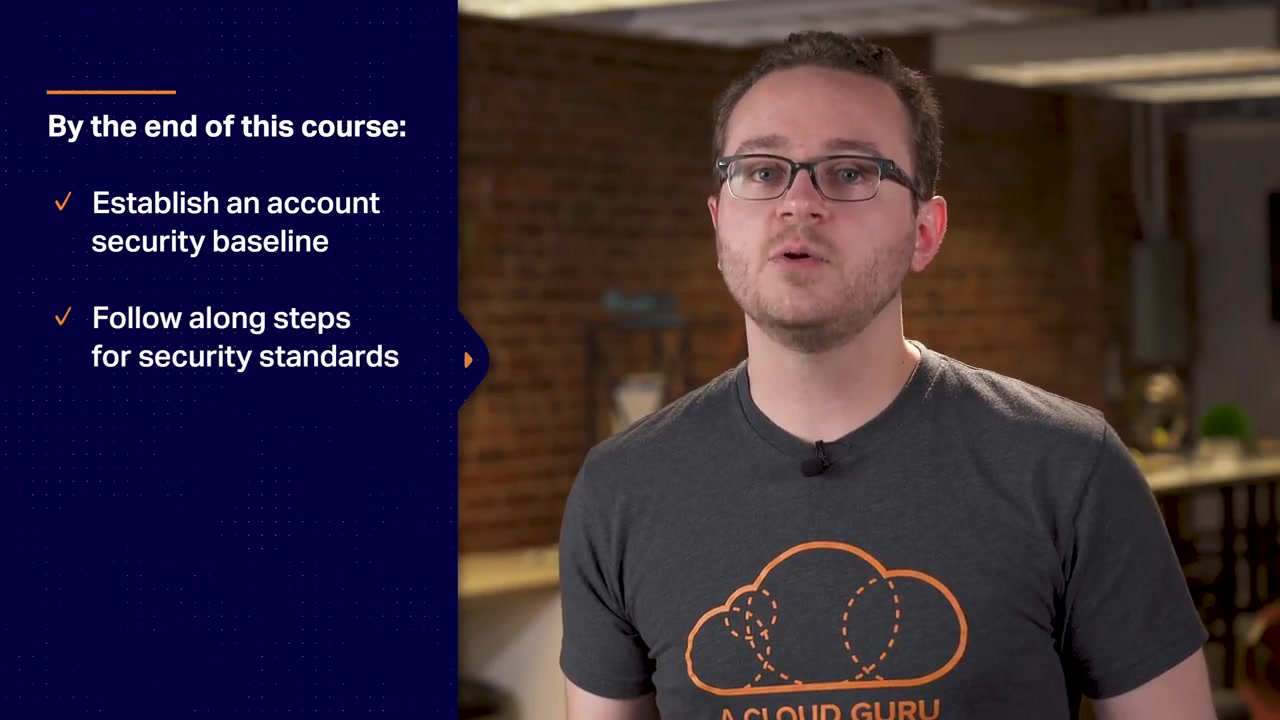 By the end of this course:
✓ Establish an account
security baseline
✓ Follow along steps
for security standards
A CLOUD GURU